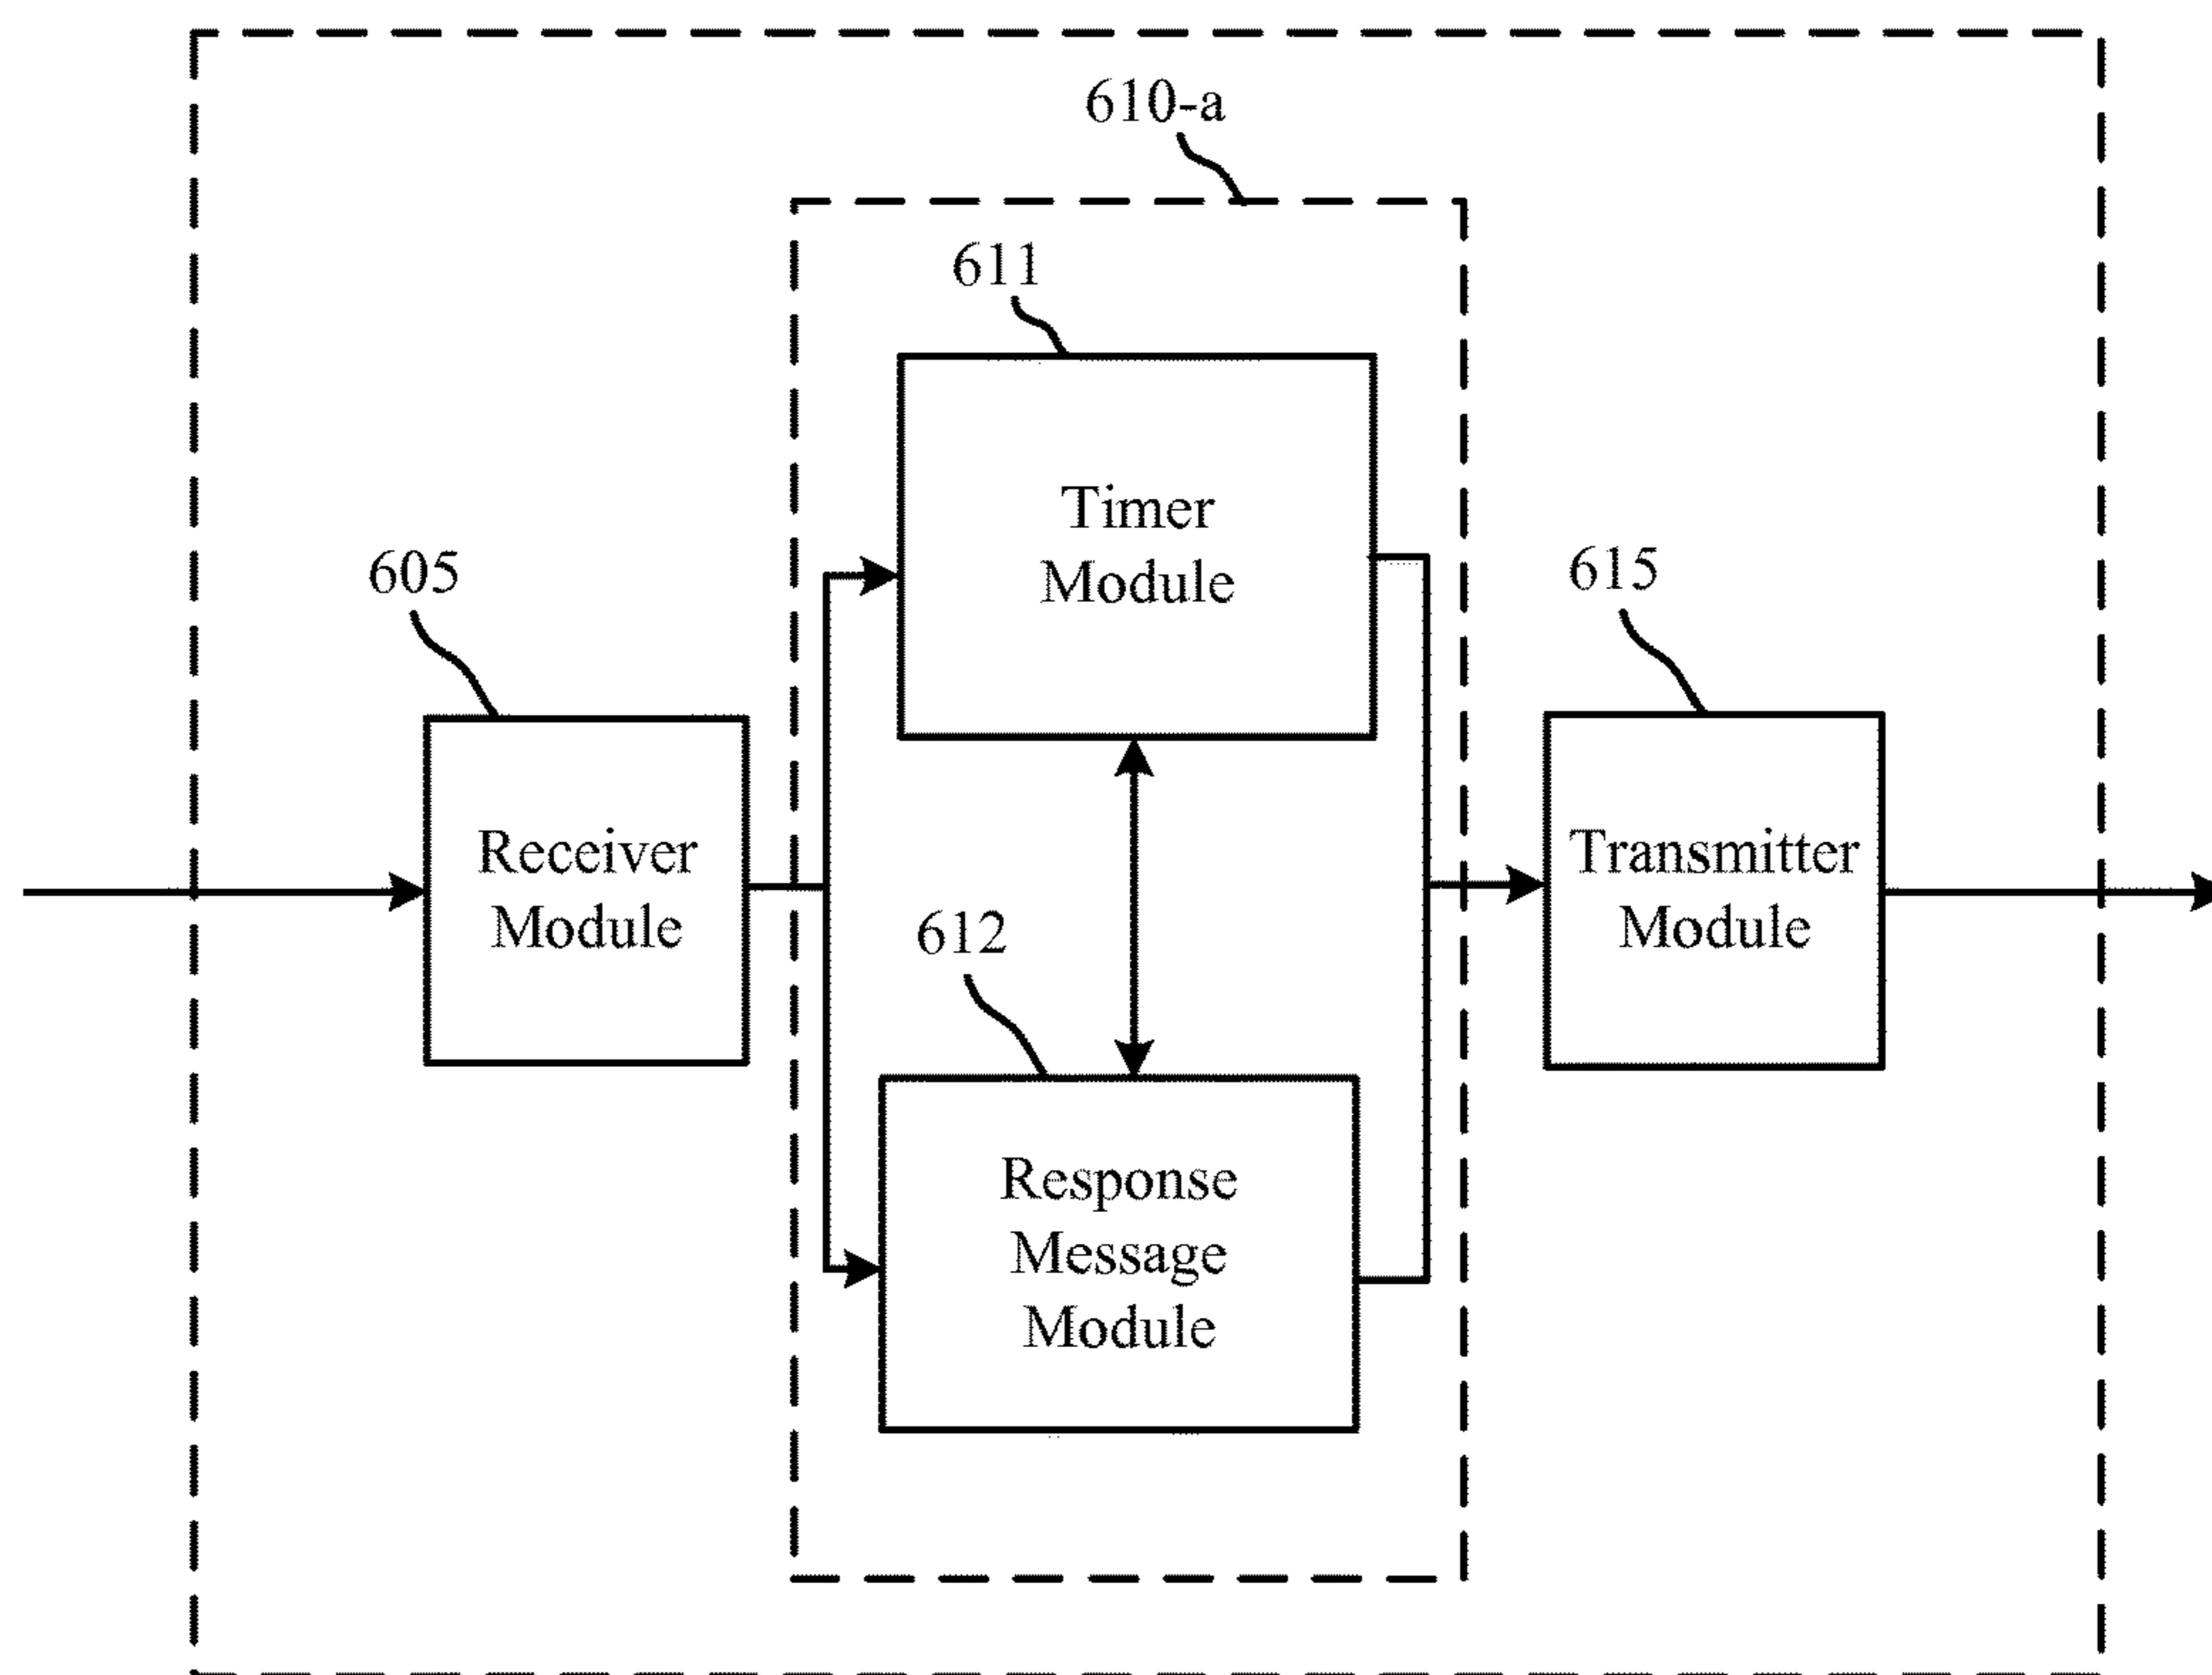 610-a
611
Timer
Module
605
615
Receiver
Module
Transmitter
Module
612
Response
Message
Module